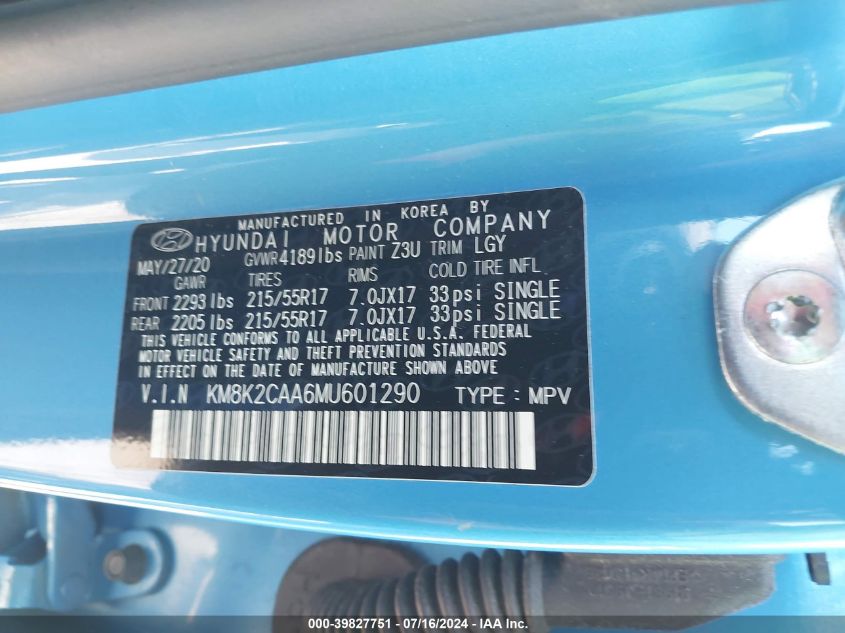 MANUFACTURED IN KOREA BY
HYUNDAI MOTOR COMPANY
MAY/27/20 GVWR 4189lbs PAINT Z3U TRIM LGY
GAWR TIRES RIMS COLD TIRE INFL
FRONT 2293 lbs 215/55R17 7.0JX17 33psi SINGLE
REAR 2205 lbs 215/55R17 7.0JX17 33psi SINGLE
THIS VEHICLE CONFORMS TO ALL APPLICABLE U.S.A. FEDERAL
MOTOR VEHICLE SAFETY AND THEFT PREVENTION STANDARDS
IN EFFECT ON THE DATE OF MANUFACTURE SHOWN ABOVE
V.I.N KM8K2CAA6MU601290 TYPE : MPV
000-39827751 - 07/16/2024 - IAA Inc.